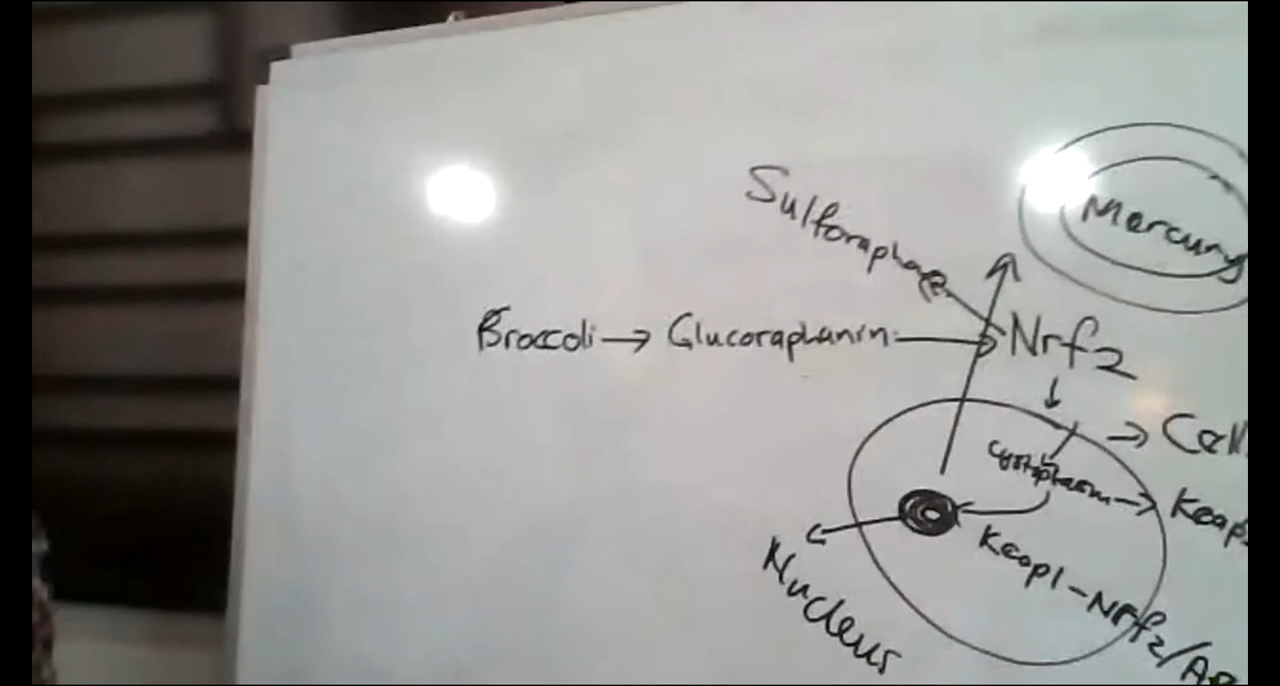 Mercury
Sulforaphane
Broccoli → Glucoraphanin → Nrf2
→ Cell
Cytoplasm → Keap
Keap1-Nrf2/
Nucleus